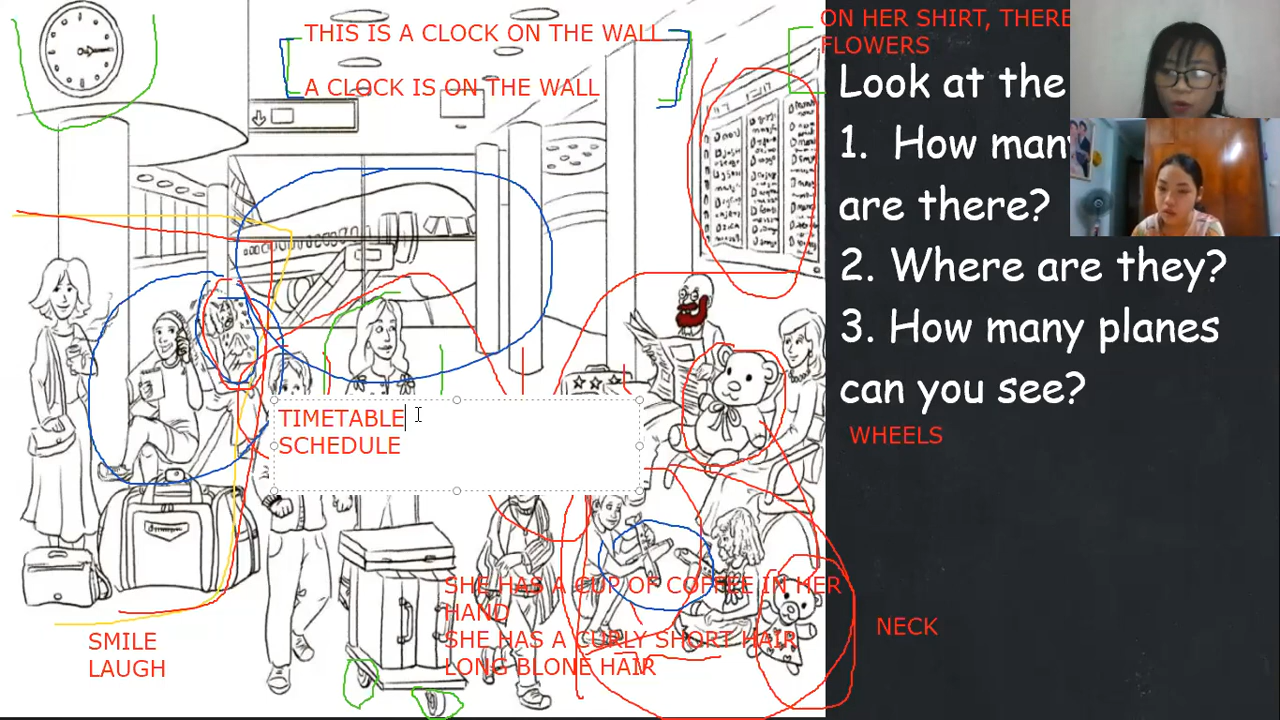 THIS IS A CLOCK ON THE WALL
A CLOCK IS ON THE WALL
ON HER SHIRT, THERE
FLOWERS
Look at the
1. How many
are there?
2. Where are they?
3. How many planes
can you see?
WHEELS
TIMETABLE
SCHEDULE
SHE HAS A CUP OF COFFEE IN HER
HAND
SHE HAS A CURLY SHORT HAIR
LONG BLONE HAIR
SMILE
LAUGH
NECK